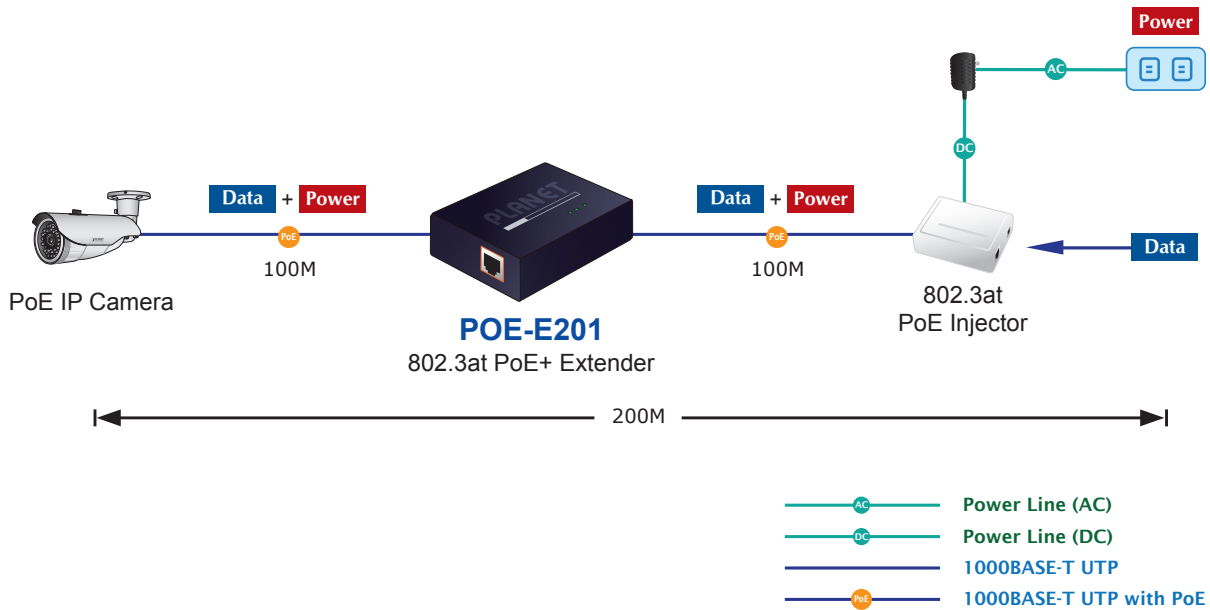 Power
AC
DC
Data + Power
Data + Power
PoE
PoE
PLANET
Data
100M
100M
PoE IP Camera
802.3at
PoE Injector
POE-E201
802.3at PoE+ Extender
200M
AC Power Line (AC)
DC Power Line (DC)
1000BASE-T UTP
PoE 1000BASE-T UTP with PoE